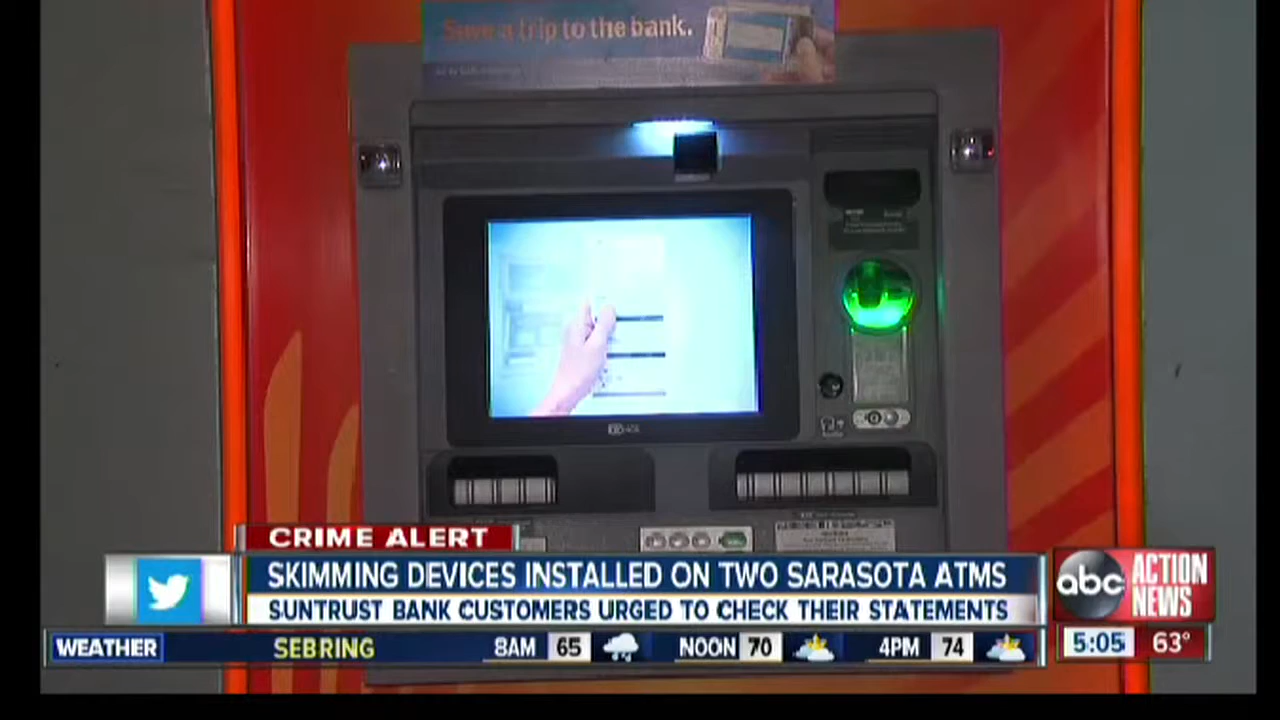 Save a trip to the bank.
CRIME ALERT
SKIMMING DEVICES INSTALLED ON TWO SARASOTA ATMS
SUNTRUST BANK CUSTOMERS URGED TO CHECK THEIR STATEMENTS
abc ACTION NEWS
WEATHER SEBRING 8AM 65 NOON 70 4PM 74
5:05 63°